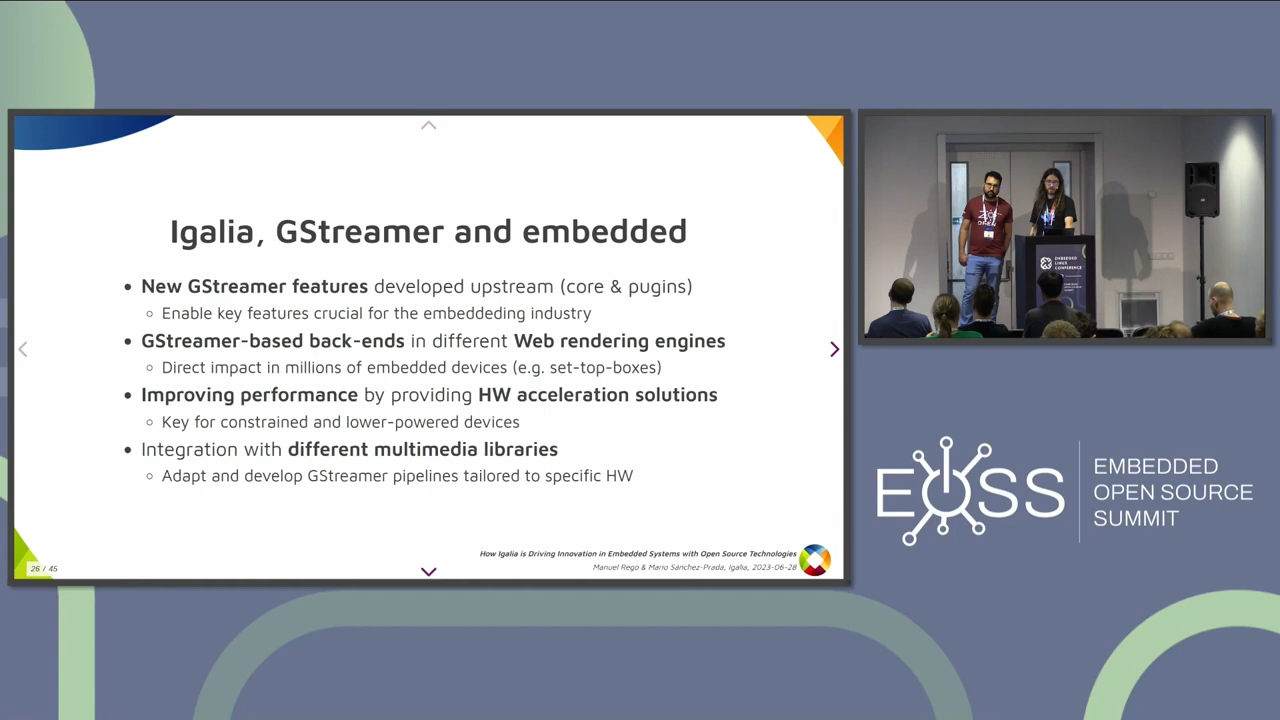 Igalia, GStreamer and embedded
• New GStreamer features developed upstream (core & pugins)
◦ Enable key features crucial for the embeddeding industry
• GStreamer-based back-ends in different Web rendering engines
◦ Direct impact in millions of embedded devices (e.g. set-top-boxes)
• Improving performance by providing HW acceleration solutions
◦ Key for constrained and lower-powered devices
• Integration with different multimedia libraries
◦ Adapt and develop GStreamer pipelines tailored to specific HW
How Igalia is Driving Innovation in Embedded Systems with Open Source Technologies
Manuel Rego & Mario Sánchez-Prada, Igalia, 2023-06-28
26 / 45
EMBEDDED
LINUX
CONFERENCE
EOSS
EMBEDDED
OPEN SOURCE
SUMMIT